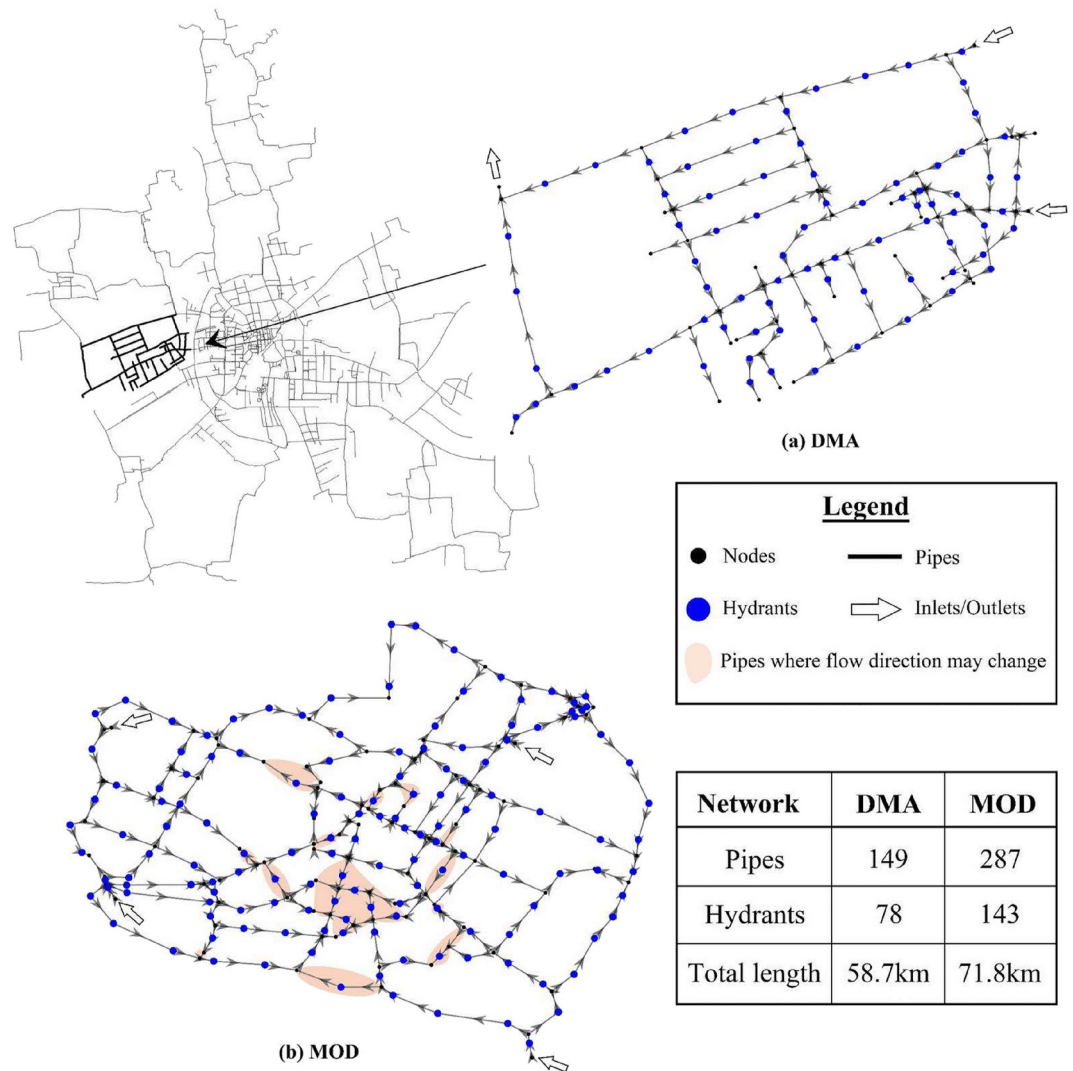 (a) DMA
Legend
Nodes
Pipes
Hydrants
Inlets/Outlets
Pipes where flow direction may change
Network DMA MOD
Pipes 149 287
Hydrants 78 143
Total length 58.7km 71.8km
(b) MOD